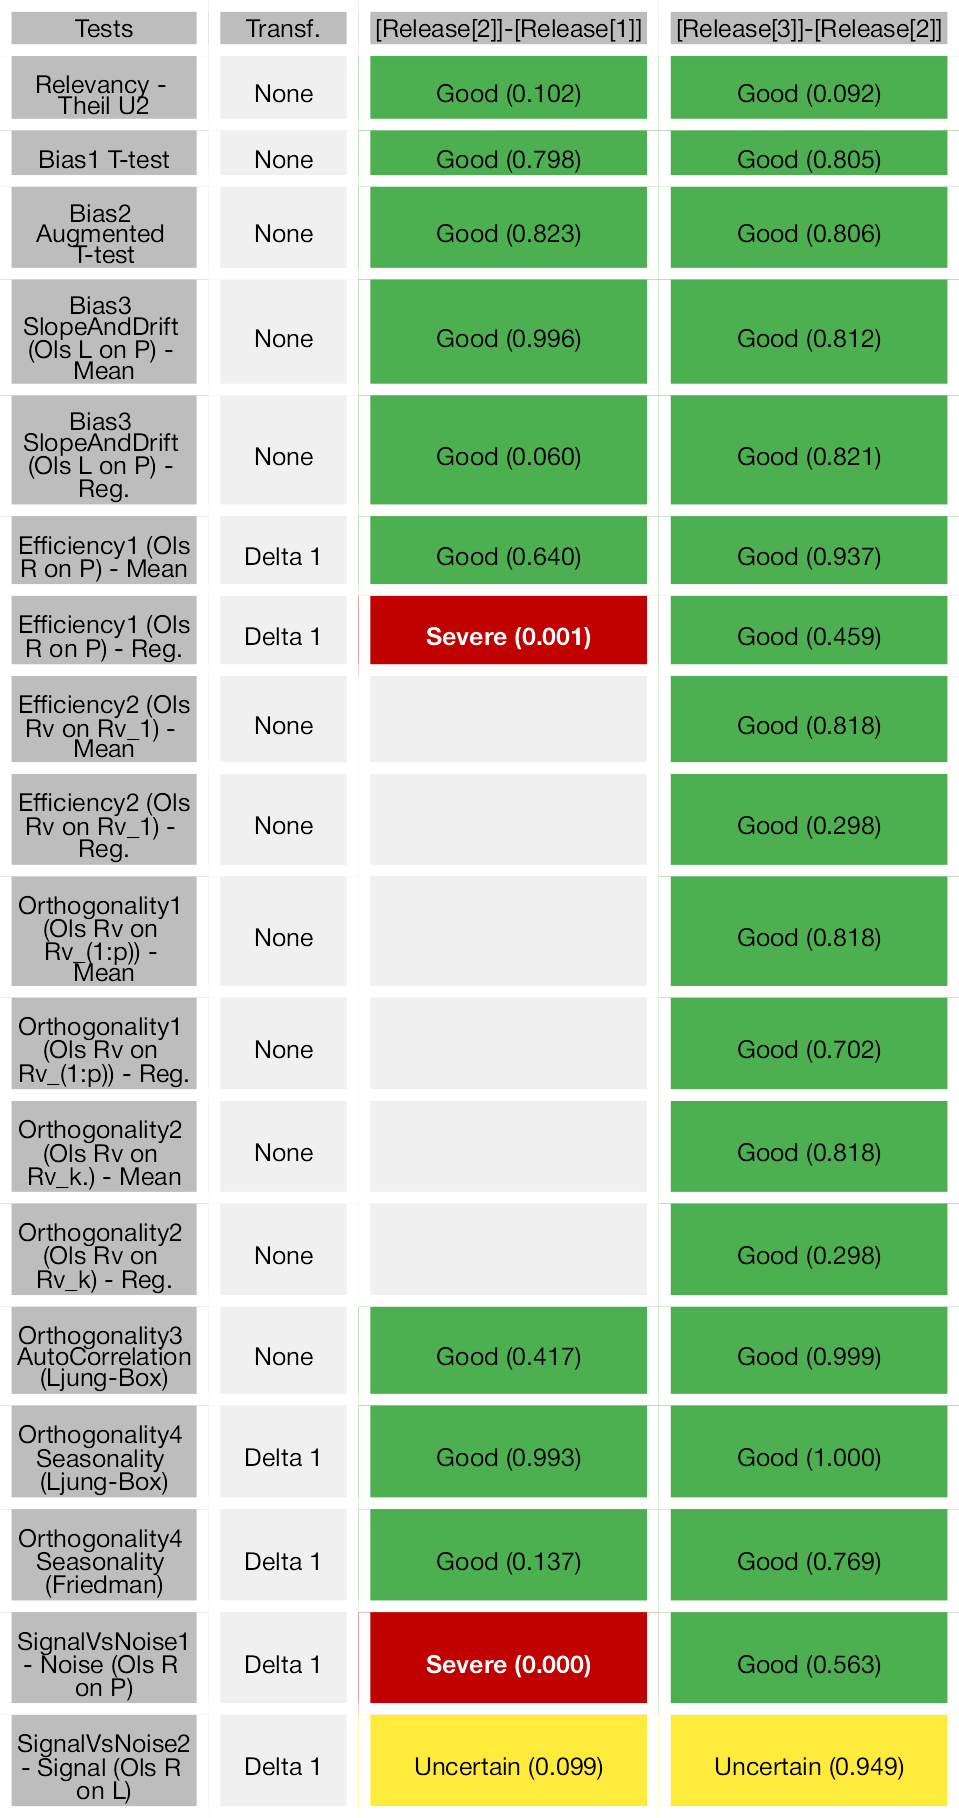 Tests Transf. [Release[2]]-[Release[1]] [Release[3]]-[Release[2]]
Relevancy -
Theil U2
None Good (0.102) Good (0.092)
Bias1 T-test None Good (0.798) Good (0.805)
Bias2
Augmented
T-test
None Good (0.823) Good (0.806)
Bias3
SlopeAndDrift
(Ols L on P) -
Mean
None Good (0.996) Good (0.812)
Bias3
SlopeAndDrift
(Ols L on P) -
Reg.
None Good (0.060) Good (0.821)
Efficiency1 (Ols
R on P) - Mean
Delta 1 Good (0.640) Good (0.937)
Efficiency1 (Ols
R on P) - Reg.
Delta 1 Severe (0.001) Good (0.459)
Efficiency2 (Ols
Rv on Rv_1) -
Mean
None Good (0.818)
Efficiency2 (Ols
Rv on Rv_1) -
Reg.
None Good (0.298)
Orthogonality1
(Ols Rv on
Rv_(1:p)) -
Mean
None Good (0.818)
Orthogonality1
(Ols Rv on
Rv_(1:p)) - Reg.
None Good (0.702)
Orthogonality2
(Ols Rv on
Rv_k.) - Mean
None Good (0.818)
Orthogonality2
(Ols Rv on
Rv_k) - Reg.
None Good (0.298)
Orthogonality3
AutoCorrelation
(Ljung-Box)
None Good (0.417) Good (0.999)
Orthogonality4
Seasonality
(Ljung-Box)
Delta 1 Good (0.993) Good (1.000)
Orthogonality4
Seasonality
(Friedman)
Delta 1 Good (0.137) Good (0.769)
SignalVsNoise1
- Noise (Ols R
on P)
Delta 1 Severe (0.000) Good (0.563)
SignalVsNoise2
- Signal (Ols R
on L)
Delta 1 Uncertain (0.099) Uncertain (0.949)